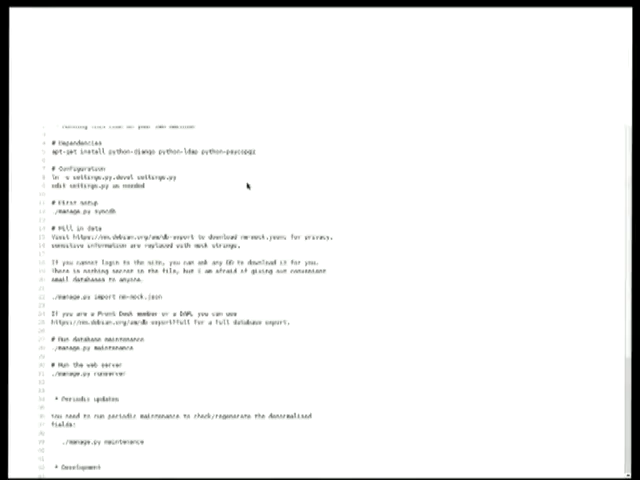 # Dependencies
apt-get install python-django python-ldap python-psycopg2
# Configuration
ln -s settings.py.devel settings.py
edit settings.py as needed
# First setup
./manage.py syncdb
# Fill in data
Visit https://nm.debian.org/am/db-export to download nm-mock.json; for privacy,
sensitive information are replaced with mock strings.
If you cannot login to the site, you can ask any DD to download it for you.
There is nothing secret in the file, but I am afraid of giving out convenient
email databases to anyone.
./manage.py import nm-mock.json
If you are a Front Desk member or a DAM, you can use
https://nm.debian.org/am/db-export?full for a full database export.
# Run database maintenance
./manage.py maintenance
# Run the web server
./manage.py runserver
* Periodic updates
You need to run periodic maintenance to check/regenerate the denormalised
fields:
./manage.py maintenance
* Development